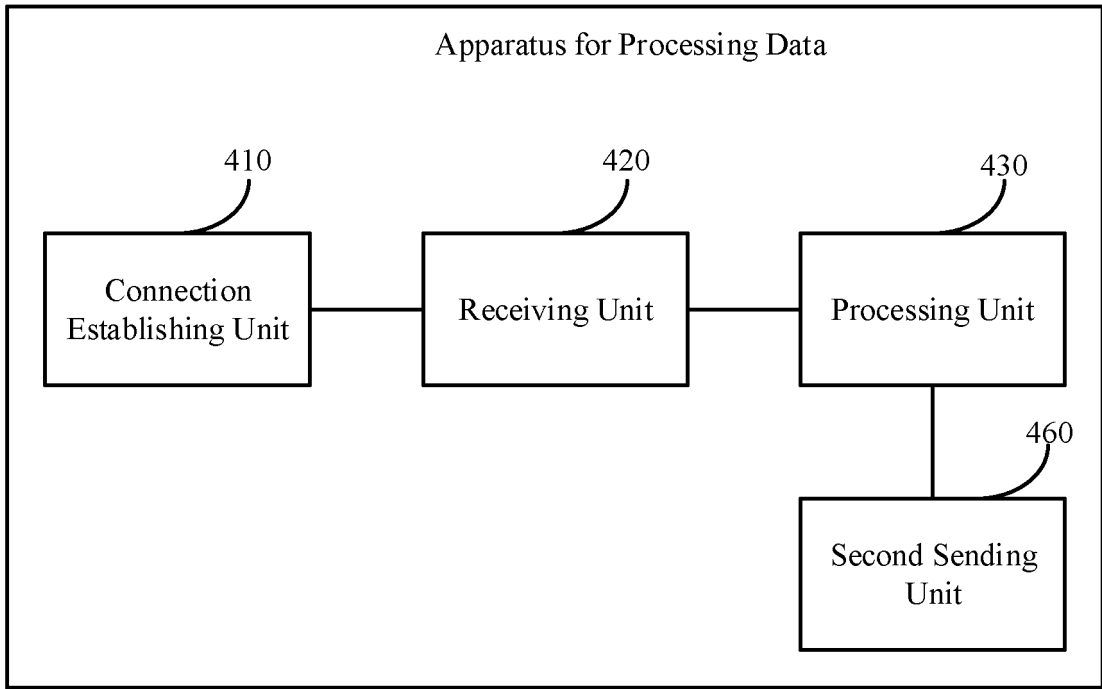 Apparatus for Processing Data
410
420
430
Connection
Establishing Unit
Receiving Unit
Processing Unit
460
Second Sending
Unit